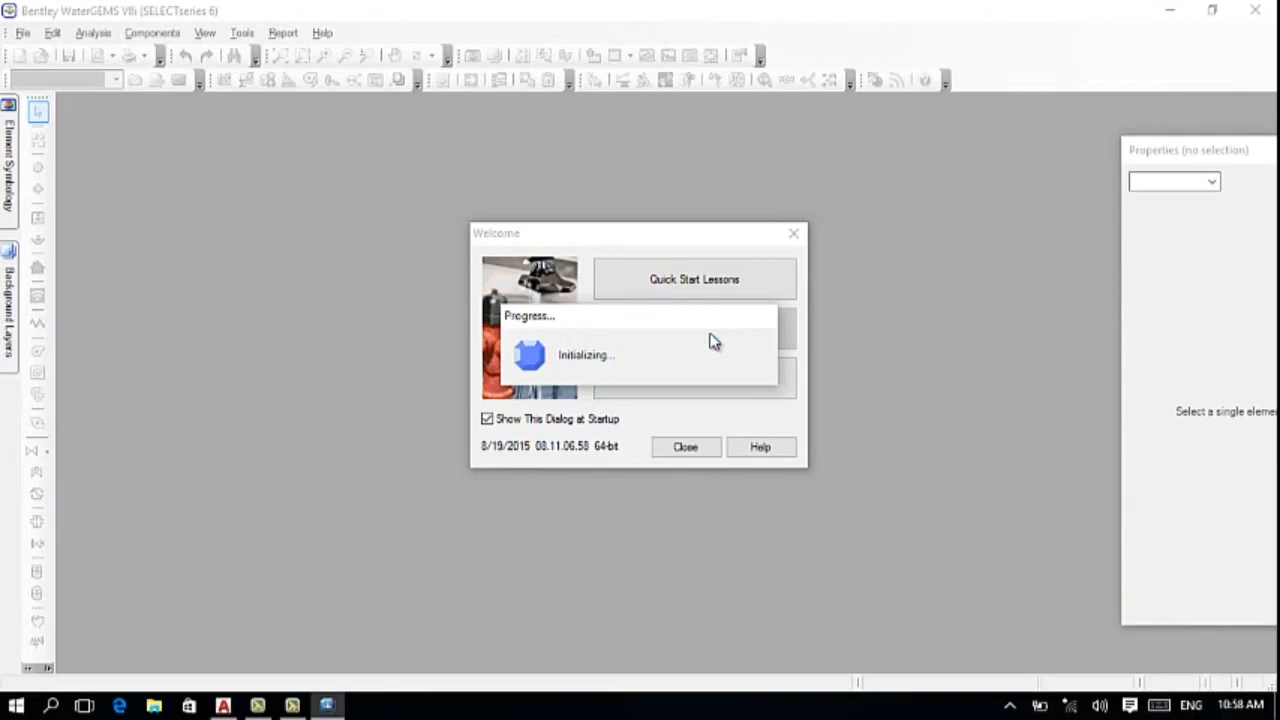 Bentley WaterGEMS V8i (SELECTseries 6)
File Edit Analysis Components View Tools Report Help
Element Symbology
Background Layers
Properties (no selection)
Select a single eleme
Welcome
Quick Start Lessons
Progress...
Initializing...
Show This Dialog at Startup
8/19/2015 08.11.06.58 64-bit
Close
Help
ENG
10:58 AM